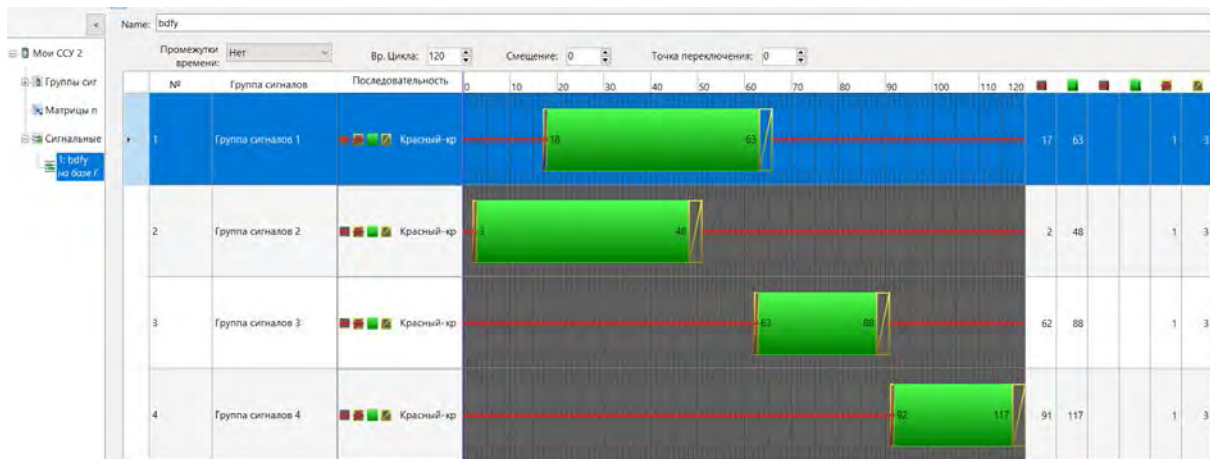 Name: bdfy
Мои ССУ 2
Группы сиг
Матрицы п
Сигнальные
1: bdfy
на базе Г
Промежутки времени: Нет Вр. Цикла: 120 Смещение: 0 Точка переключения: 0
№ Группа сигналов Последовательность 0 10 20 30 40 50 60 70 80 90 100 110 120
1 Группа сигналов 1 Красный-кр 18 63 17 63 1 3
2 Группа сигналов 2 Красный-кр 3 48 2 48 1 3
3 Группа сигналов 3 Красный-кр 63 88 62 88 1 3
4 Группа сигналов 4 Красный-кр 92 117 91 117 1 3